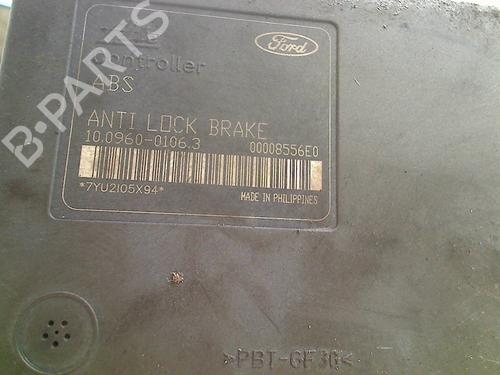 Ford
Controller
ABS
ANTI LOCK BRAKE
10.0960-0106.3 00008556E0
*7YU2I05X94*
MADE IN PHILIPPINES
>PBT-GF30<
B-PARTS